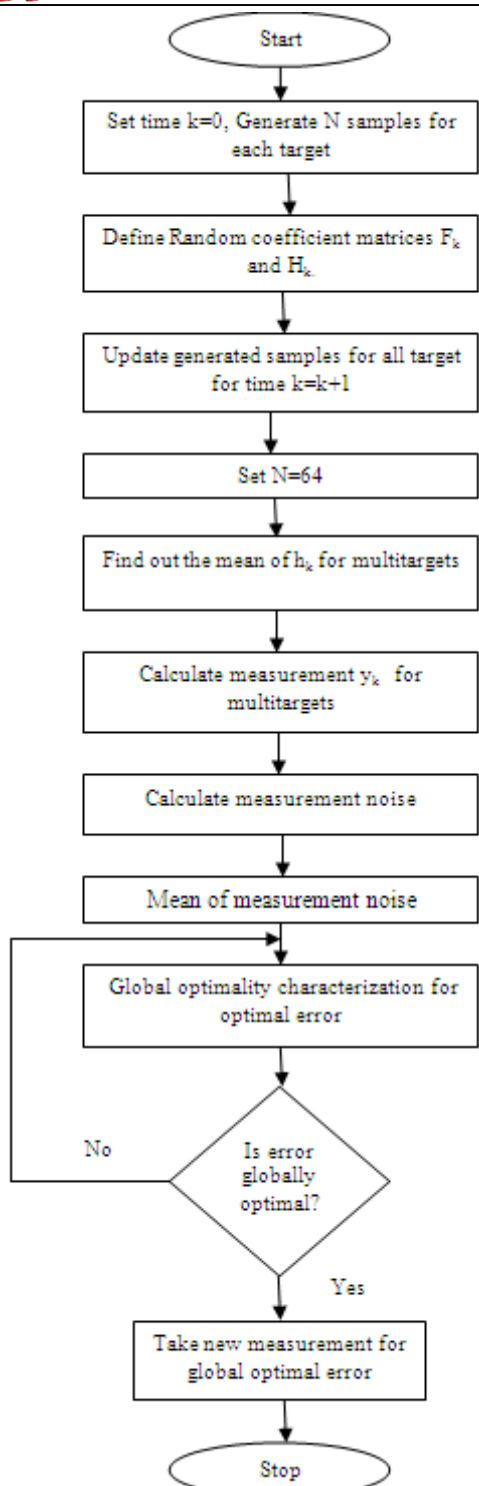 Start
Set time k=0, Generate N samples for
each target
Define Random coefficient matrices Fₖ
and Hₖ.
Update generated samples for all target
for time k=k+1
Set N=64
Find out the mean of hₖ for multitargets
Calculate measurement yₖ for
multitargets
Calculate measurement noise
Mean of measurement noise
Global optimality characterization for
optimal error
No
Is error
globally
optimal?
Yes
Take new measurement for
global optimal error
Stop